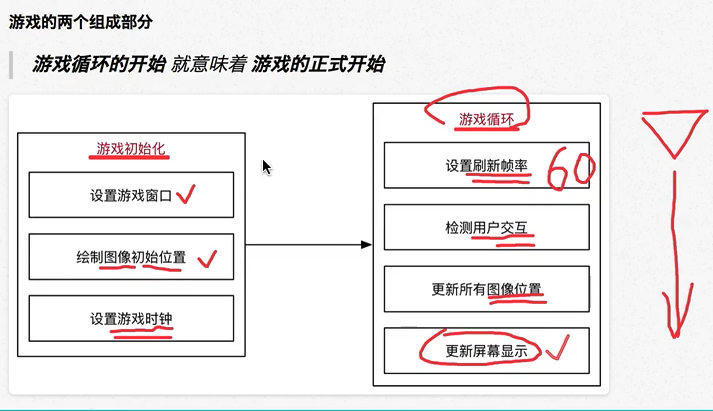 游戏的两个组成部分
游戏循环的开始 就意味着 游戏的正式开始
游戏初始化
设置游戏窗口
绘制图像初始位置
设置游戏时钟
游戏循环
设置刷新帧率 60
检测用户交互
更新所有图像位置
更新屏幕显示